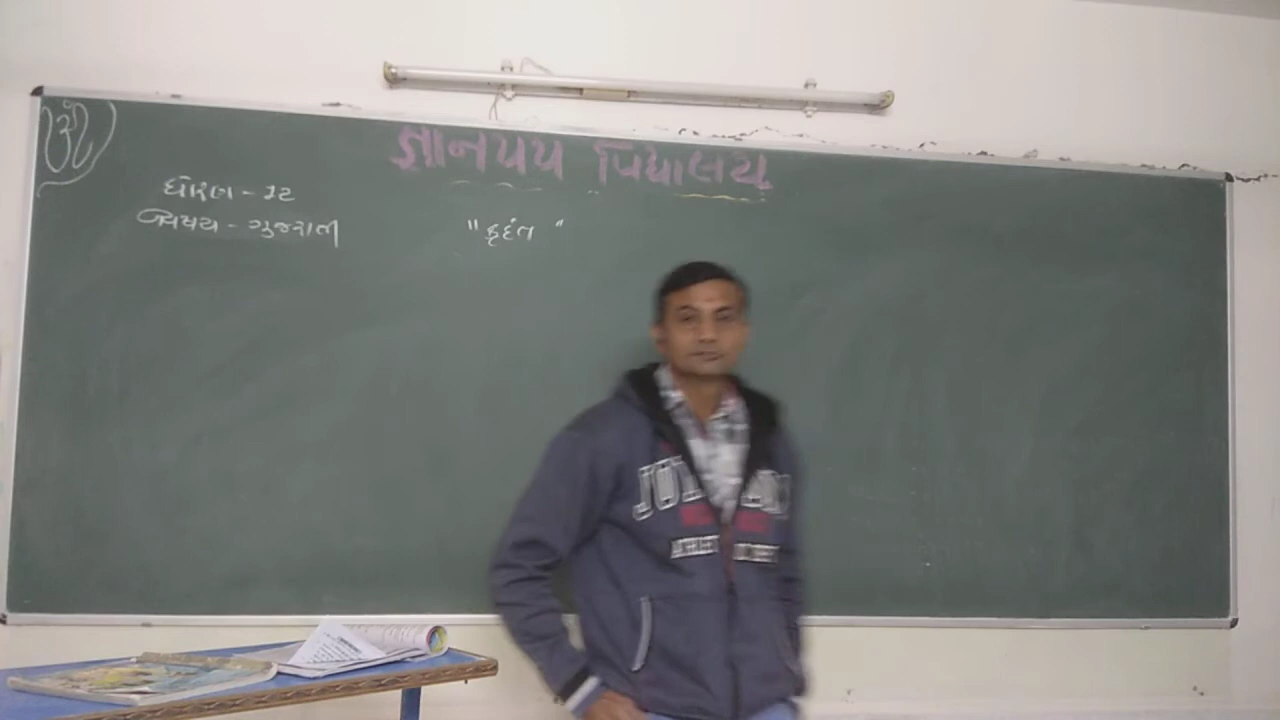 જ્ઞાનપથ વિદ્યાલય
ધોરણ - ૧૨
વિષય - ગુજરાતી
"કૃદંત"